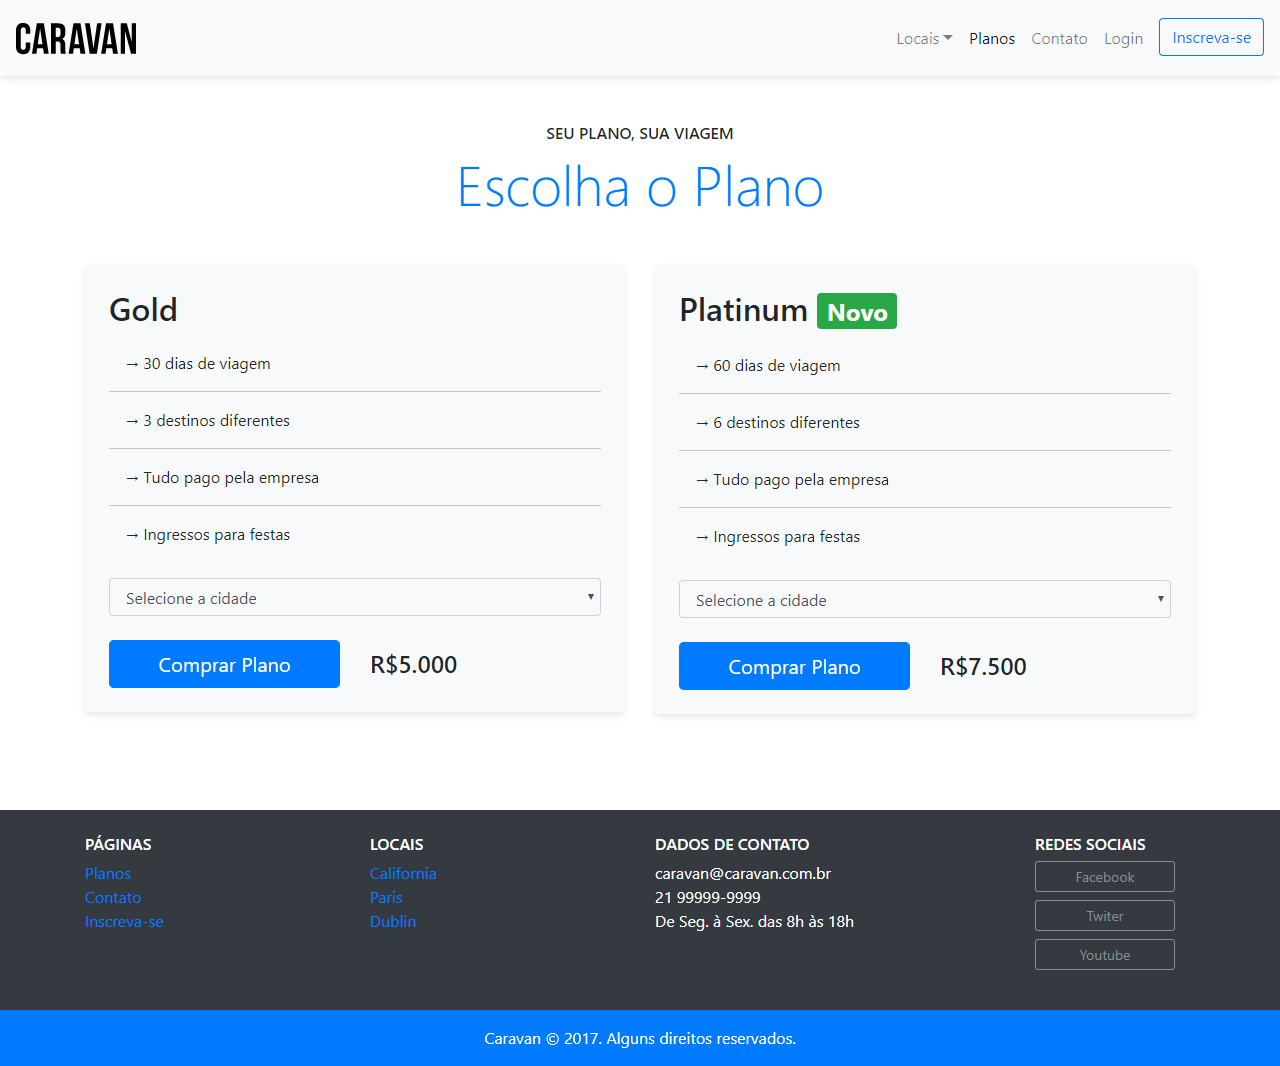 CARAVAN
Locais Planos Contato Login Inscreva-se
SEU PLANO, SUA VIAGEM
Escolha o Plano
Gold
→ 30 dias de viagem
→ 3 destinos diferentes
→ Tudo pago pela empresa
→ Ingressos para festas
Selecione a cidade
Comprar Plano R$5.000
Platinum Novo
→ 60 dias de viagem
→ 6 destinos diferentes
→ Tudo pago pela empresa
→ Ingressos para festas
Selecione a cidade
Comprar Plano R$7.500
PÁGINAS
Planos
Contato
Inscreva-se
LOCAIS
California
Paris
Dublin
DADOS DE CONTATO
caravan@caravan.com.br
21 99999-9999
De Seg. à Sex. das 8h às 18h
REDES SOCIAIS
Facebook
Twiter
Youtube
Caravan © 2017. Alguns direitos reservados.